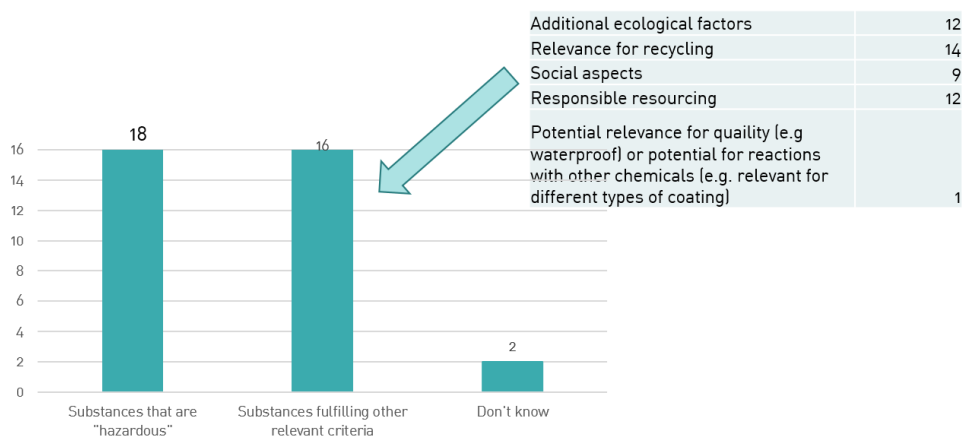 Additional ecological factors 12
Relevance for recycling 14
Social aspects 9
Responsible resourcing 12
Potential relevance for quaility (e.g
waterproof) or potential for reactions
with other chemicals (e.g. relevant for
different types of coating) 1
18
16
16
14
12
10
8
6
4
2
2
0
Substances that are
"hazardous"
Substances fulfilling other
relevant criteria
Don't know